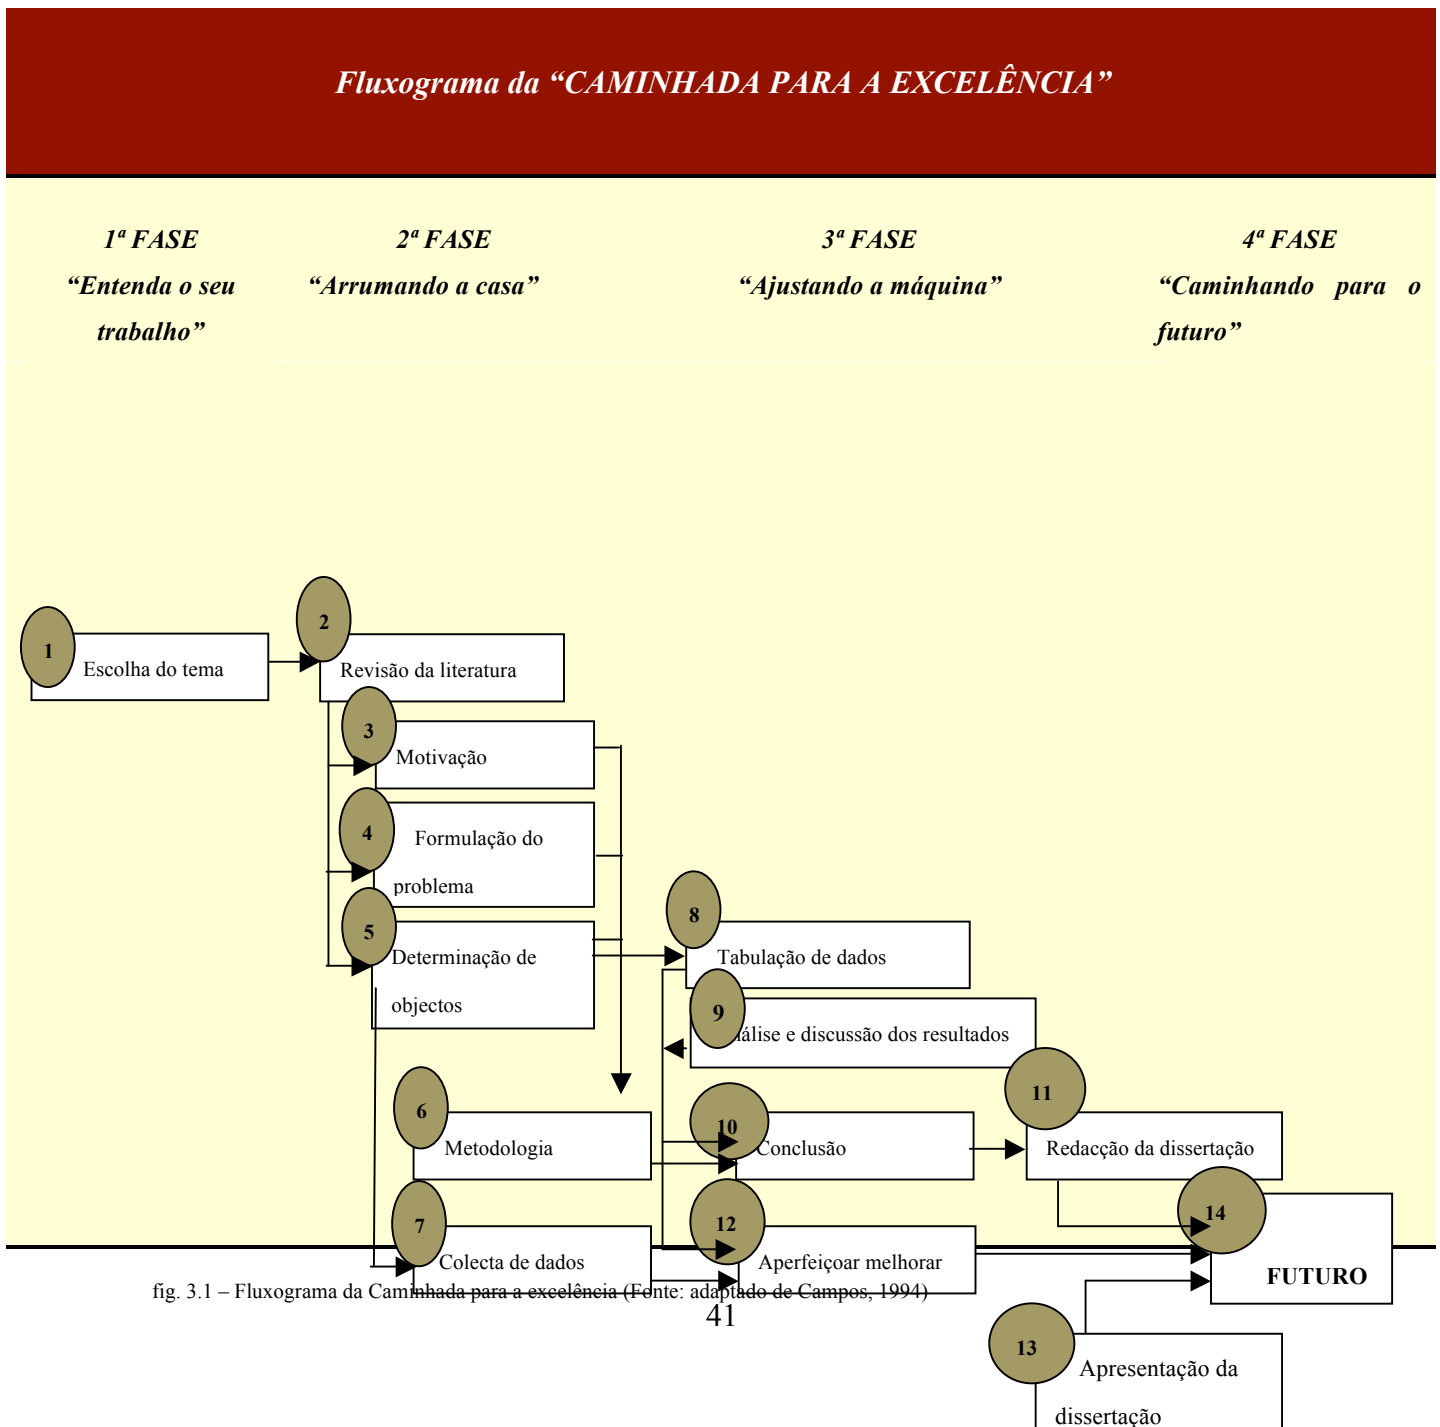 Fluxograma da “CAMINHADA PARA A EXCELÊNCIA”
1ª FASE
“Entenda o seu
trabalho”
2ª FASE
“Arrumando a casa”
3ª FASE
“Ajustando a máquina”
4ª FASE
“Caminhando para o
futuro”
1
Escolha do tema
2
Revisão da literatura
3
Motivação
4
Formulação do
problema
5
Determinação de
objectos
6
Metodologia
7
Colecta de dados
8
Tabulação de dados
9
álise e discussão dos resultados
10
Conclusão
11
Redacção da dissertação
12
Aperfeiçoar melhorar
14
FUTURO
fig. 3.1 – Fluxograma da Caminhada para a excelência (Fonte: adaptado de Campos, 1994)
41
13
Apresentação da
dissertação